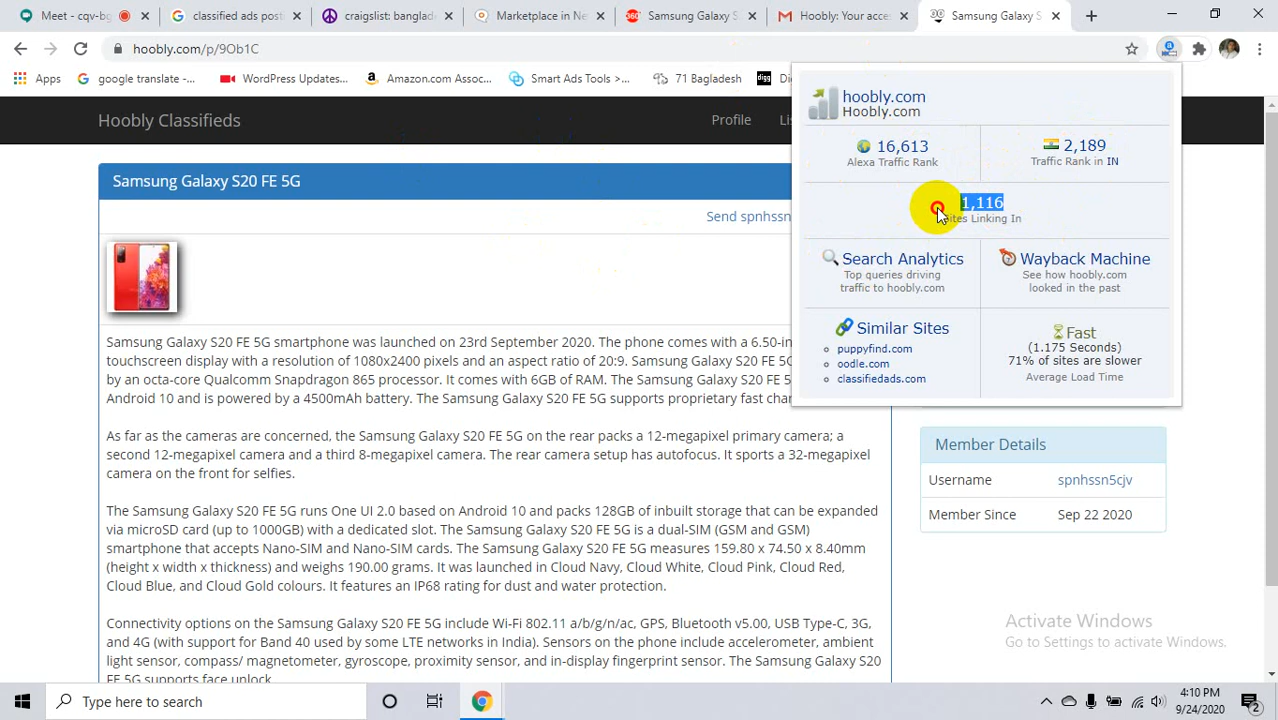 Meet - cqv-bg
classified ads posti
craigslist: banglade
Marketplace in Ne
Samsung Galaxy S
Hoobly: Your acce
Samsung Galaxy S
hoobly.com/p/9Ob1C
Apps
google translate -...
WordPress Updates...
Amazon.com Assoc...
Smart Ads Tools >...
71 Bagladesh
digg
hoobly.com
Hoobly.com
16,613
Alexa Traffic Rank
2,189
Traffic Rank in IN
1,116
Sites Linking In
Search Analytics
Top queries driving
traffic to hoobly.com
Wayback Machine
See how hoobly.com
looked in the past
Similar Sites
puppyfind.com
oodle.com
classifiedads.com
Fast
(1.175 Seconds)
71% of sites are slower
Average Load Time
Hoobly Classifieds
Profile
Samsung Galaxy S20 FE 5G
Send spnhssn
Samsung Galaxy S20 FE 5G smartphone was launched on 23rd September 2020. The phone comes with a 6.50-in
touchscreen display with a resolution of 1080x2400 pixels and an aspect ratio of 20:9. Samsung Galaxy S20 FE 5G
by an octa-core Qualcomm Snapdragon 865 processor. It comes with 6GB of RAM. The Samsung Galaxy S20 FE 5G
Android 10 and is powered by a 4500mAh battery. The Samsung Galaxy S20 FE 5G supports proprietary fast char
As far as the cameras are concerned, the Samsung Galaxy S20 FE 5G on the rear packs a 12-megapixel primary camera; a
second 12-megapixel camera and a third 8-megapixel camera. The rear camera setup has autofocus. It sports a 32-megapixel
camera on the front for selfies.
The Samsung Galaxy S20 FE 5G runs One UI 2.0 based on Android 10 and packs 128GB of inbuilt storage that can be expanded
via microSD card (up to 1000GB) with a dedicated slot. The Samsung Galaxy S20 FE 5G is a dual-SIM (GSM and GSM)
smartphone that accepts Nano-SIM and Nano-SIM cards. The Samsung Galaxy S20 FE 5G measures 159.80 x 74.50 x 8.40mm
(height x width x thickness) and weighs 190.00 grams. It was launched in Cloud Navy, Cloud White, Cloud Pink, Cloud Red,
Cloud Blue, and Cloud Gold colours. It features an IP68 rating for dust and water protection.
Connectivity options on the Samsung Galaxy S20 FE 5G include Wi-Fi 802.11 a/b/g/n/ac, GPS, Bluetooth v5.00, USB Type-C, 3G,
and 4G (with support for Band 40 used by some LTE networks in India). Sensors on the phone include accelerometer, ambient
light sensor, compass/ magnetometer, gyroscope, proximity sensor, and in-display fingerprint sensor. The Samsung Galaxy S20
FE 5G supports face unlock.
Member Details
Username spnhssn5cjv
Member Since Sep 22 2020
Activate Windows
Go to Settings to activate Windows.
Type here to search
4:10 PM
9/24/2020
2